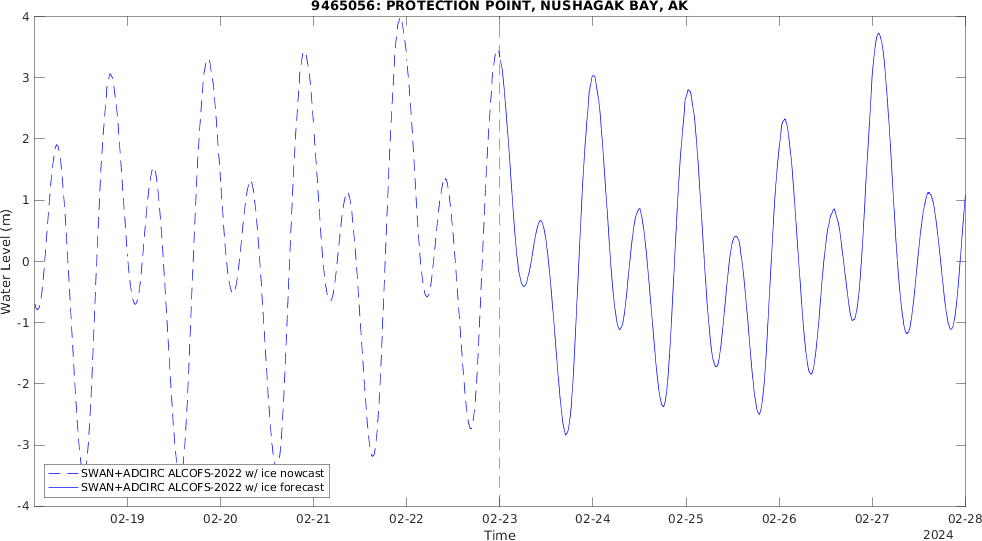 9465056: PROTECTION POINT, NUSHAGAK BAY, AK
Water Level (m)
4
3
2
1
0
-1
-2
-3
-4
SWAN+ADCIRC ALCOFS-2022 w/ ice nowcast
SWAN+ADCIRC ALCOFS-2022 w/ ice forecast
02-19 02-20 02-21 02-22 02-23 02-24 02-25 02-26 02-27 02-28
Time
2024